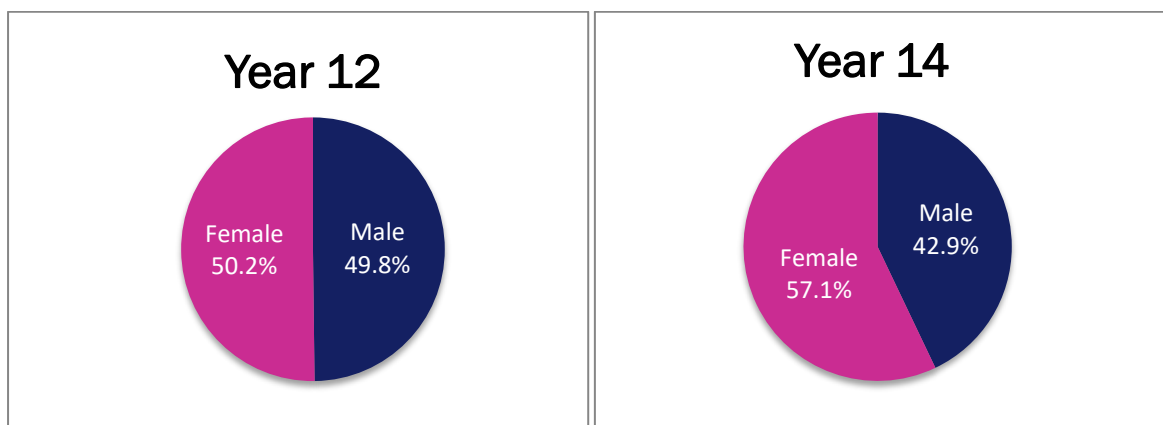 Year 12
Female
50.2%
Male
49.8%
Year 14
Male
42.9%
Female
57.1%